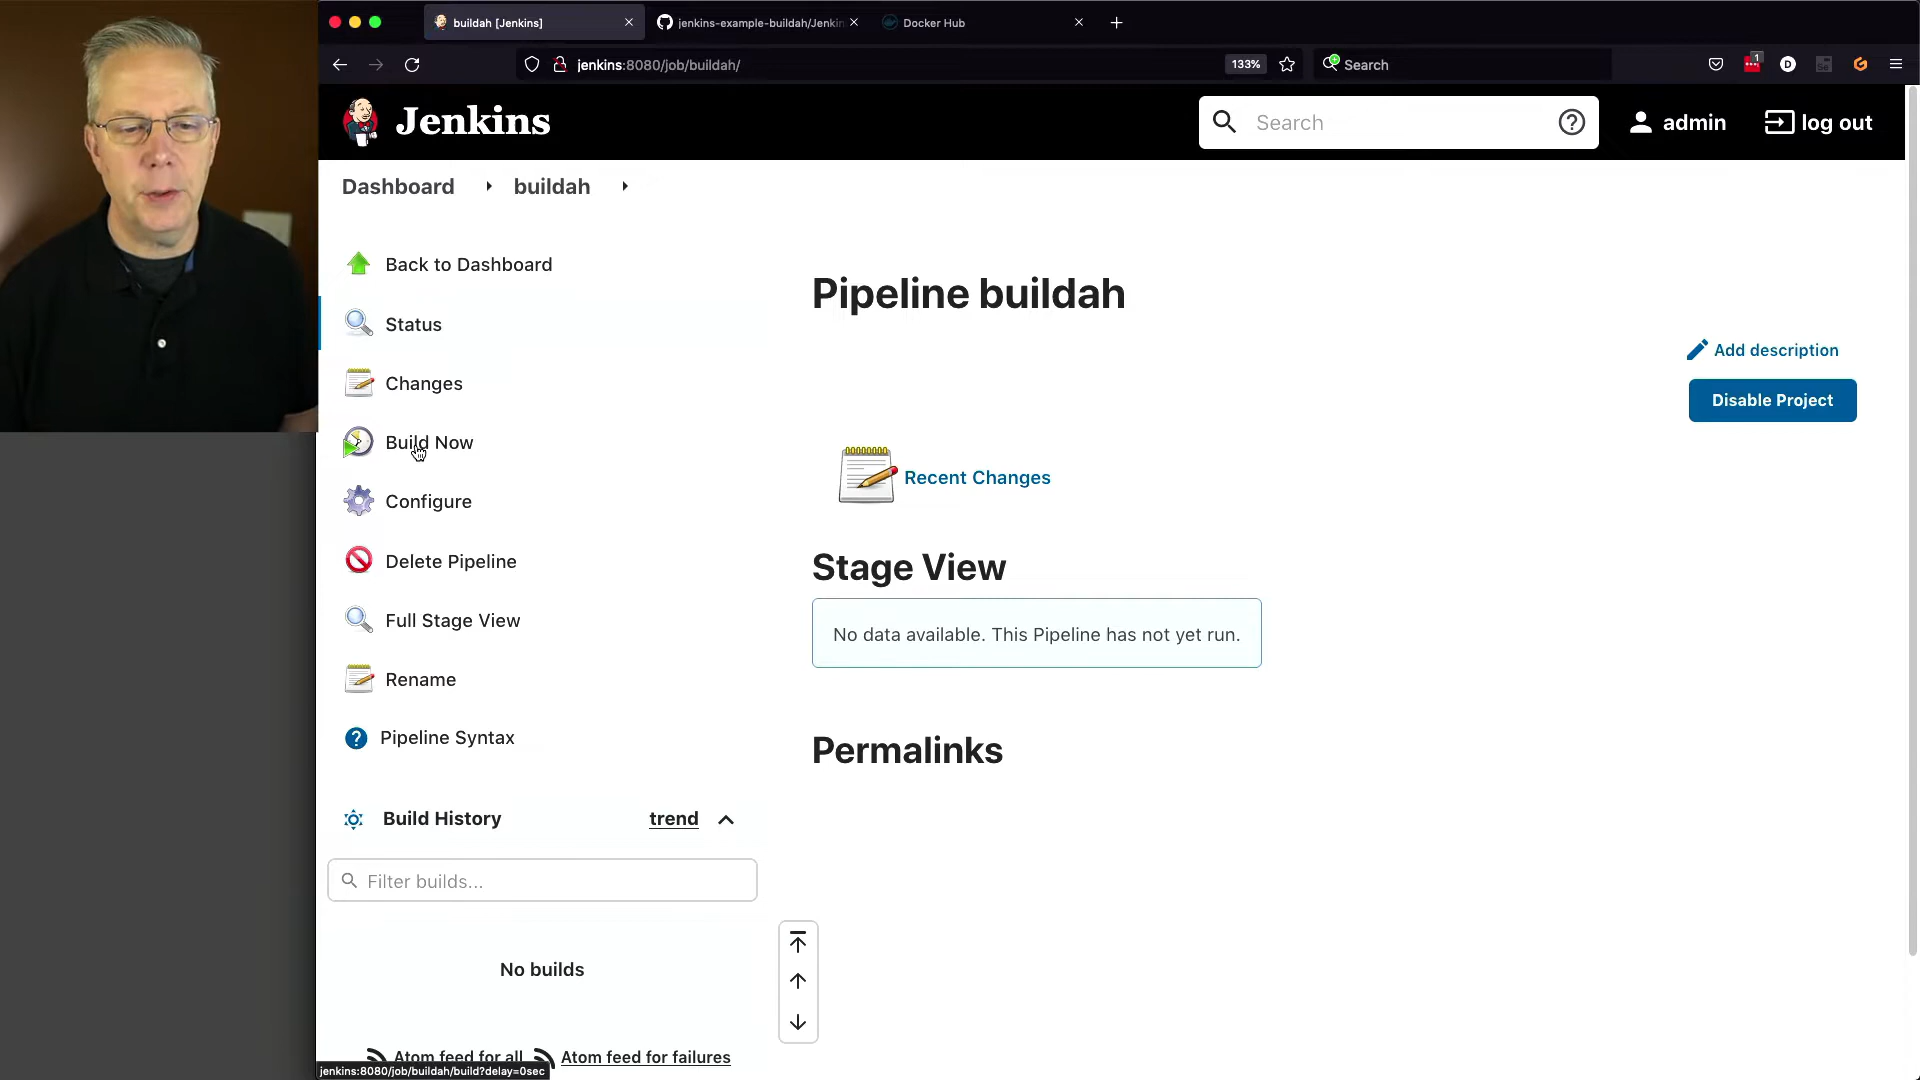 buildah [Jenkins]
jenkins-example-buildah/Jenkin
Docker Hub
jenkins:8080/job/buildah/
133%
Search
1
D
Jenkins
Search
admin
log out
Dashboard
buildah
Back to Dashboard
Status
Changes
Build Now
Configure
Delete Pipeline
Full Stage View
Rename
Pipeline Syntax
Build History
trend
Filter builds...
No builds
Atom feed for all
Atom feed for failures
jenkins:8080/job/buildah/build?delay=0sec
Pipeline buildah
Add description
Disable Project
Recent Changes
Stage View
No data available. This Pipeline has not yet run.
Permalinks